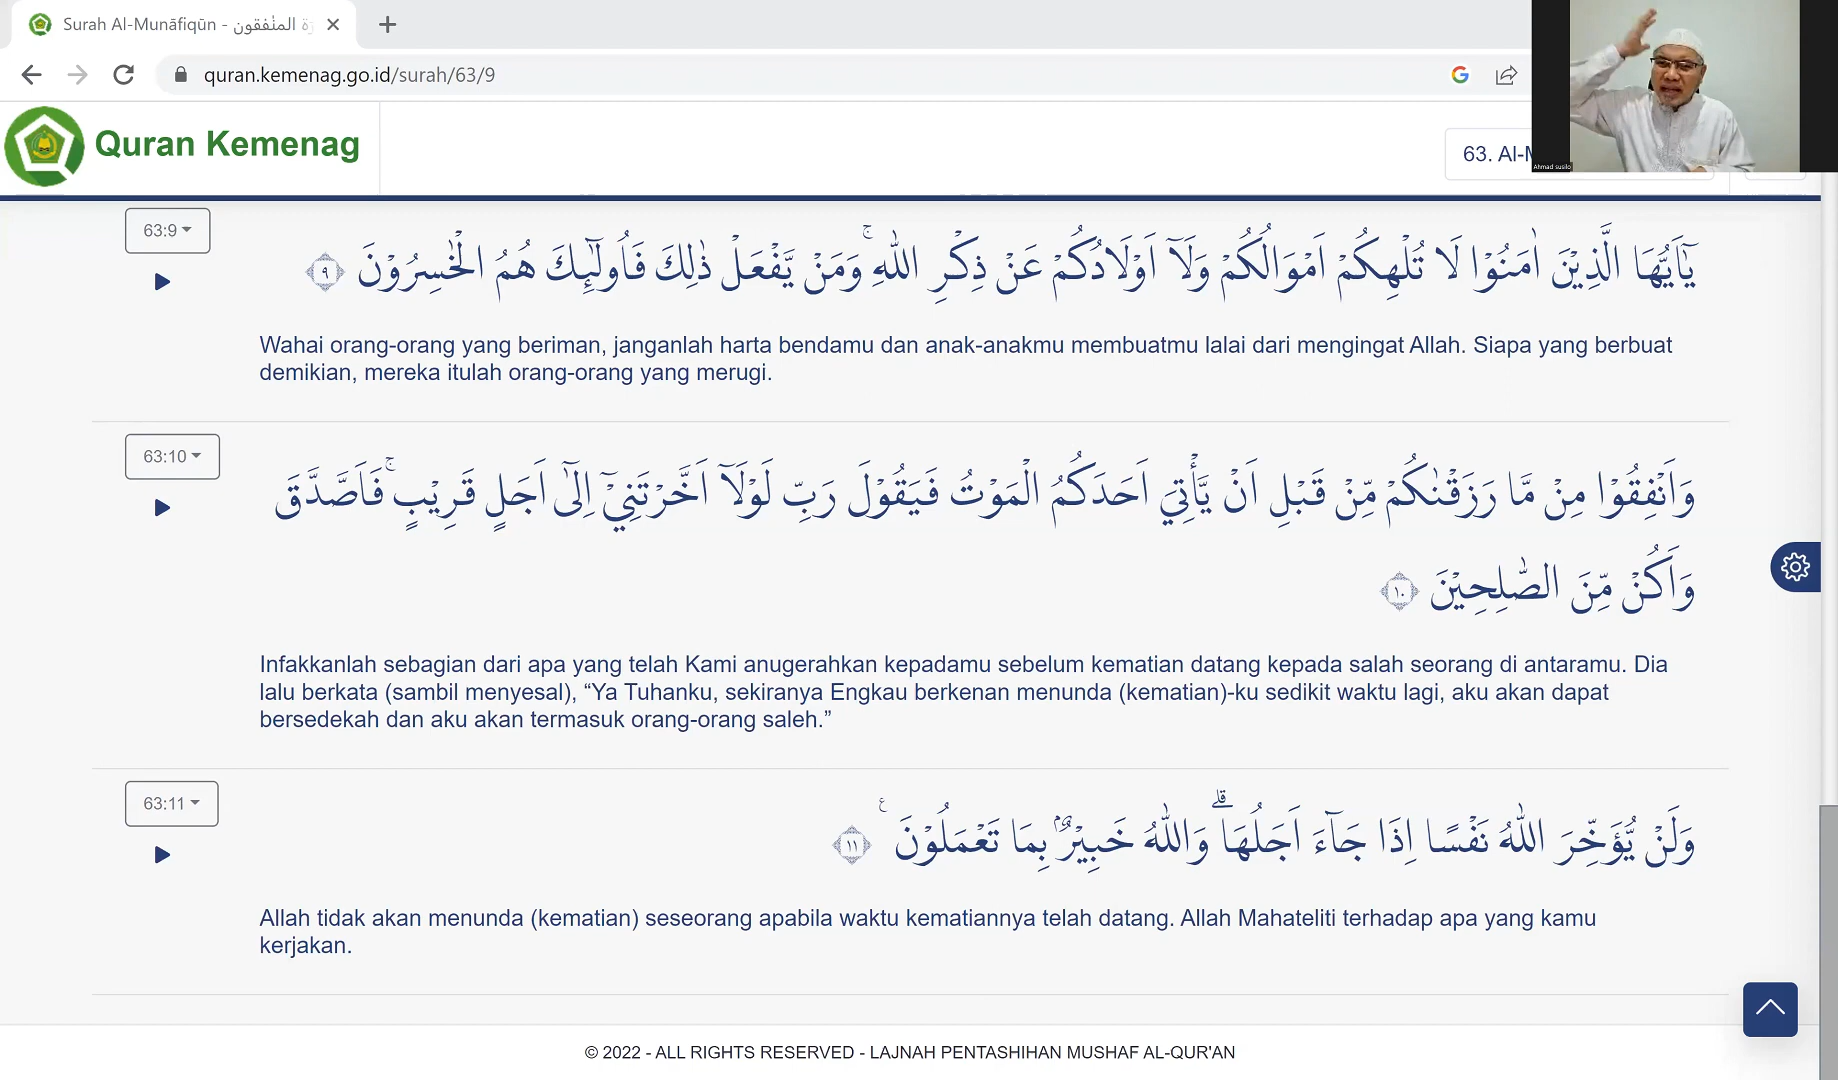 Surah Al-Munāfiqūn -
quran.kemenag.go.id/surah/63/9
Quran Kemenag
63. Al-M
Ahmad susilo
63:9
يٰٓاَيُّهَا الَّذِيْنَ اٰمَنُوْا لَا تُلْهِكُمْ اَمْوَالُكُمْ وَلَآ اَوْلَادُكُمْ عَنْ ذِكْرِ اللّٰهِ ۚوَمَنْ يَّفْعَلْ ذٰلِكَ فَاُولٰۤىِٕكَ هُمُ الْخٰسِرُوْنَ ٩
Wahai orang-orang yang beriman, janganlah harta bendamu dan anak-anakmu membuatmu lalai dari mengingat Allah. Siapa yang berbuat
demikian, mereka itulah orang-orang yang merugi.
63:10
وَاَنْفِقُوْا مِنْ مَّا رَزَقْنٰكُمْ مِّنْ قَبْلِ اَنْ يَّأْتِيَ اَحَدَكُمُ الْمَوْتُ فَيَقُوْلَ رَبِّ لَوْلَآ اَخَّرْتَنِيْٓ اِلٰٓى اَجَلٍ قَرِيْبٍۚ فَاَصَّدَّقَ
وَاَكُنْ مِّنَ الصّٰلِحِيْنَ ١٠
Infakkanlah sebagian dari apa yang telah Kami anugerahkan kepadamu sebelum kematian datang kepada salah seorang di antaramu. Dia
lalu berkata (sambil menyesal), “Ya Tuhanku, sekiranya Engkau berkenan menunda (kematian)-ku sedikit waktu lagi, aku akan dapat
bersedekah dan aku akan termasuk orang-orang saleh.”
63:11
وَلَنْ يُّؤَخِّرَ اللّٰهُ نَفْسًا اِذَا جَاۤءَ اَجَلُهَاۗ وَاللّٰهُ خَبِيْرٌۢ بِمَا تَعْمَلُوْنَ ࣖ ١١
Allah tidak akan menunda (kematian) seseorang apabila waktu kematiannya telah datang. Allah Mahateliti terhadap apa yang kamu
kerjakan.
© 2022 - ALL RIGHTS RESERVED - LAJNAH PENTASHIHAN MUSHAF AL-QUR'AN